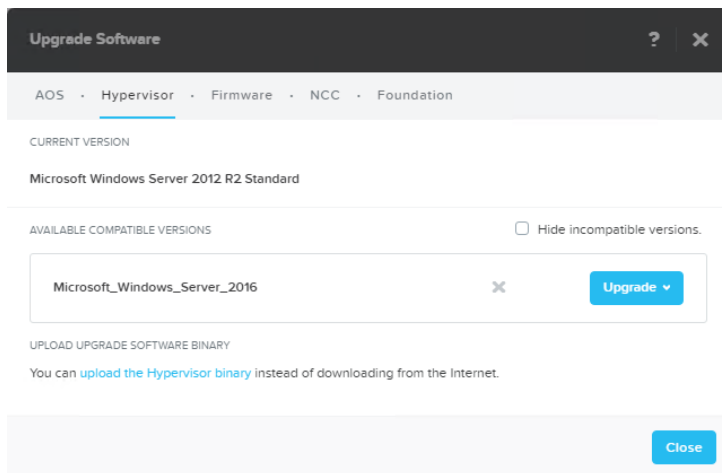 Upgrade Software ? ×
AOS · Hypervisor · Firmware · NCC · Foundation
CURRENT VERSION
Microsoft Windows Server 2012 R2 Standard
AVAILABLE COMPATIBLE VERSIONS Hide incompatible versions.
Microsoft_Windows_Server_2016 × Upgrade
UPLOAD UPGRADE SOFTWARE BINARY
You can upload the Hypervisor binary instead of downloading from the Internet.
Close